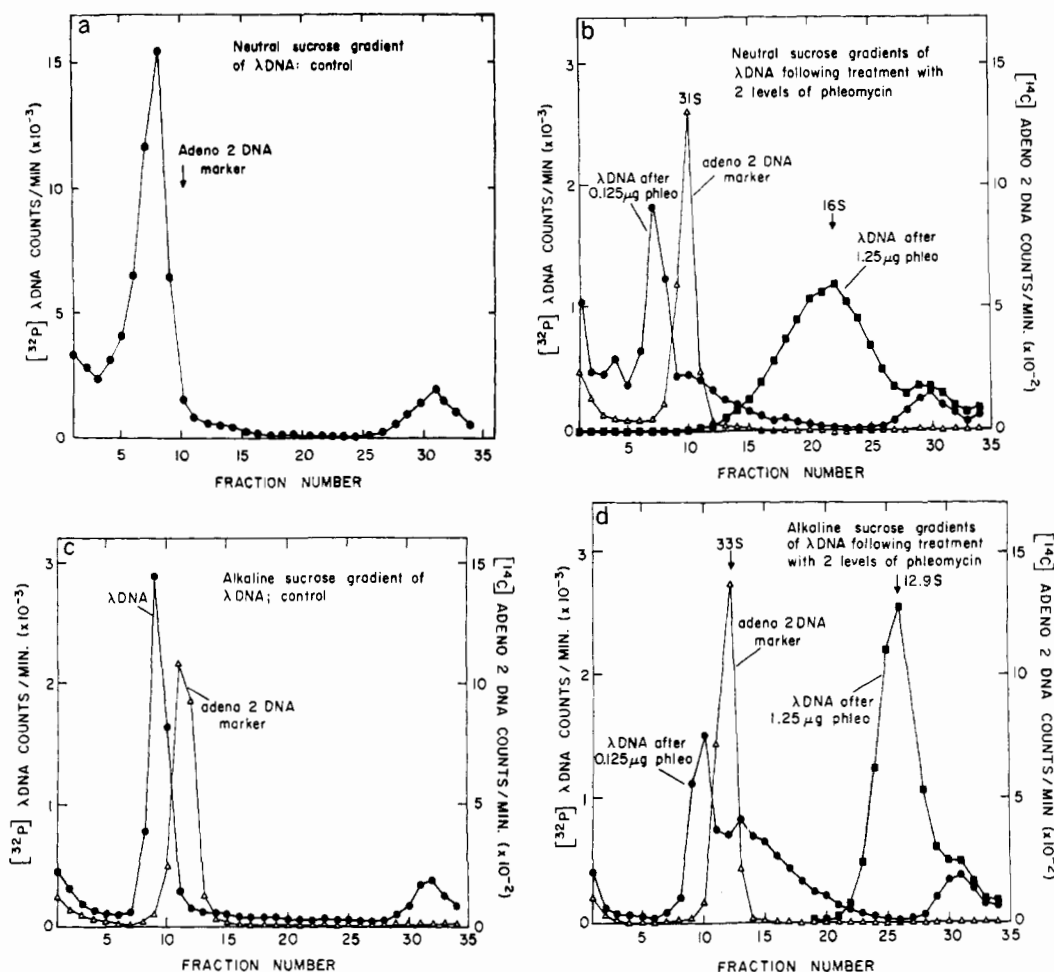 a
Neutral sucrose gradient
of λDNA: control
Adeno 2 DNA
marker
[³²P] λDNA COUNTS/MIN (x10⁻³)
15
10
5
0
5 10 15 20 25 30 35
FRACTION NUMBER
b
Neutral sucrose gradients of
λDNA following treatment with
2 levels of phleomycin
31S
adeno 2 DNA
marker
λDNA after
0.125µg phleo
16S
λDNA after
1.25µg phleo
[³²P] λDNA COUNTS/MIN (x10⁻³)
3
2
1
0
5 10 15 20 25 30 35
FRACTION NUMBER
15
10
5
0
[¹⁴C] ADENO 2 DNA COUNTS/MIN. (x10⁻²)
c
Alkaline sucrose gradient of
λDNA; control
λDNA
adeno 2 DNA
marker
[³²P] λDNA COUNTS/MIN. (x10⁻³)
3
2
1
0
5 10 15 20 25 30 35
FRACTION NUMBER
15
10
5
0
[¹⁴C] ADENO 2 DNA COUNTS/MIN. (x10⁻²)
d
Alkaline sucrose gradients
of λDNA following treatment
with 2 levels of phleomycin
33S
12.9S
adeno 2 DNA
marker
λDNA after
1.25µg phleo
λDNA after
0.125µg phleo
[³²P] λDNA COUNTS/MIN. (x10⁻³)
3
2
1
0
5 10 15 20 25 30 35
FRACTION NUMBER
15
10
5
0
[¹⁴C] ADENO 2 DNA COUNTS/MIN (x10⁻²)